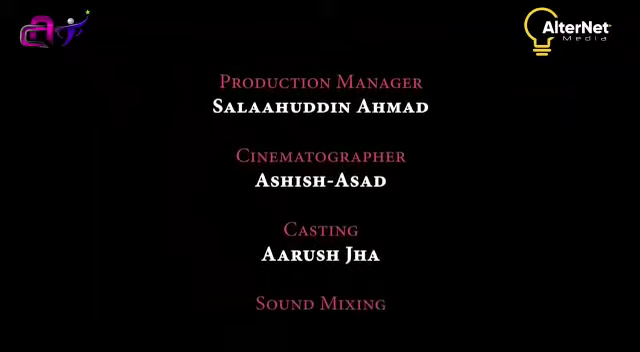 AlterNet
Media
PRODUCTION MANAGER
SALAAHUDDIN AHMAD
CINEMATOGRAPHER
ASHISH-ASAD
CASTING
AARUSH JHA
SOUND MIXING